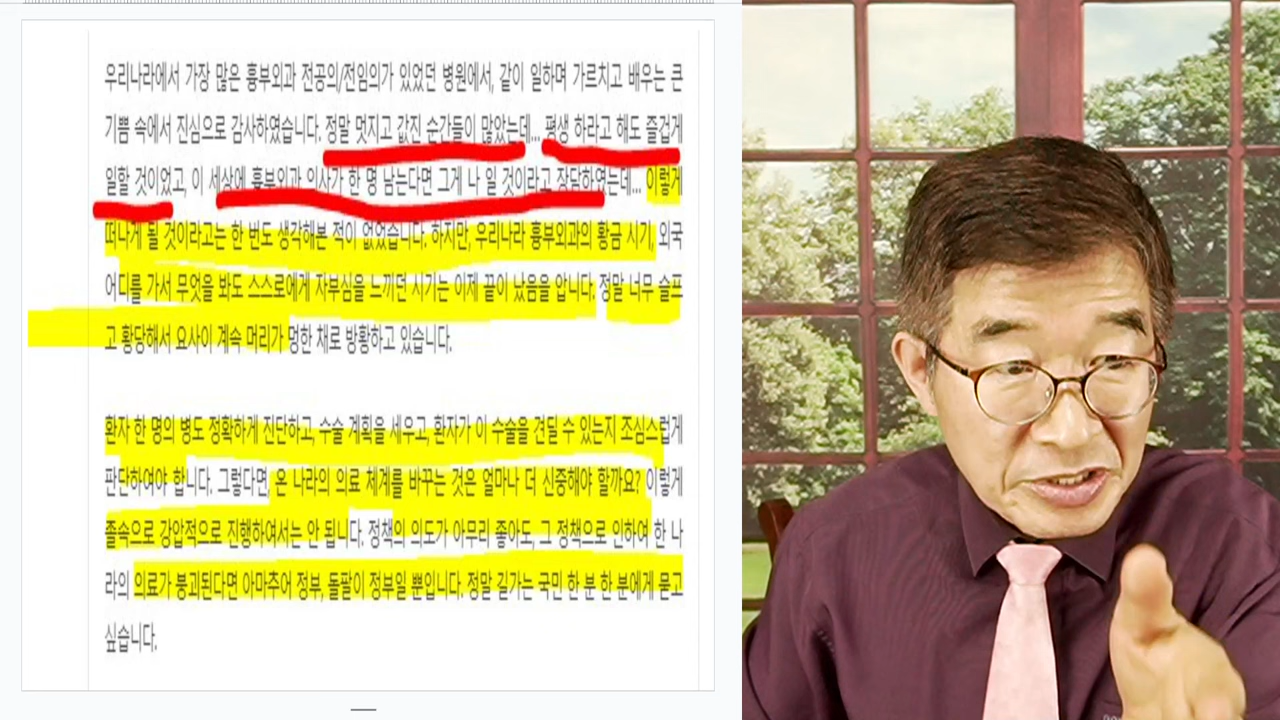 우리나라에서 가장 많은 흉부외과 전공의/전임의가 있었던 병원에서, 같이 일하며 가르치고 배우는 큰
기쁨 속에서 진심으로 감사하였습니다. 정말 멋지고 값진 순간들이 많았는데... 평생 하라고 해도 즐겁게
일할 것이었고, 이 세상에 흉부외과 의사가 한 명 남는다면 그게 나 일 것이라고 장담하였는데... 이렇게
떠나게 될 것이라고는 한 번도 생각해본 적이 없었습니다. 하지만, 우리나라 흉부외과의 황금 시기, 외국
어디를 가서 무엇을 봐도 스스로에게 자부심을 느끼던 시기는 이제 끝이 났음을 압니다. 정말 너무 슬프
고 황당해서 요사이 계속 머리가 멍한 채로 방황하고 있습니다.
환자 한 명의 병도 정확하게 진단하고, 수술 계획을 세우고, 환자가 이 수술을 견딜 수 있는지 조심스럽게
판단하여야 합니다. 그렇다면, 온 나라의 의료 체계를 바꾸는 것은 얼마나 더 신중해야 할까요? 이렇게
졸속으로 강압적으로 진행하여서는 안 됩니다. 정책의 의도가 아무리 좋아도, 그 정책으로 인하여 한 나
라의 의료가 붕괴된다면 아마추어 정부, 돌팔이 정부일 뿐입니다. 정말 길가는 국민 한 분 한 분에게 묻고
싶습니다.